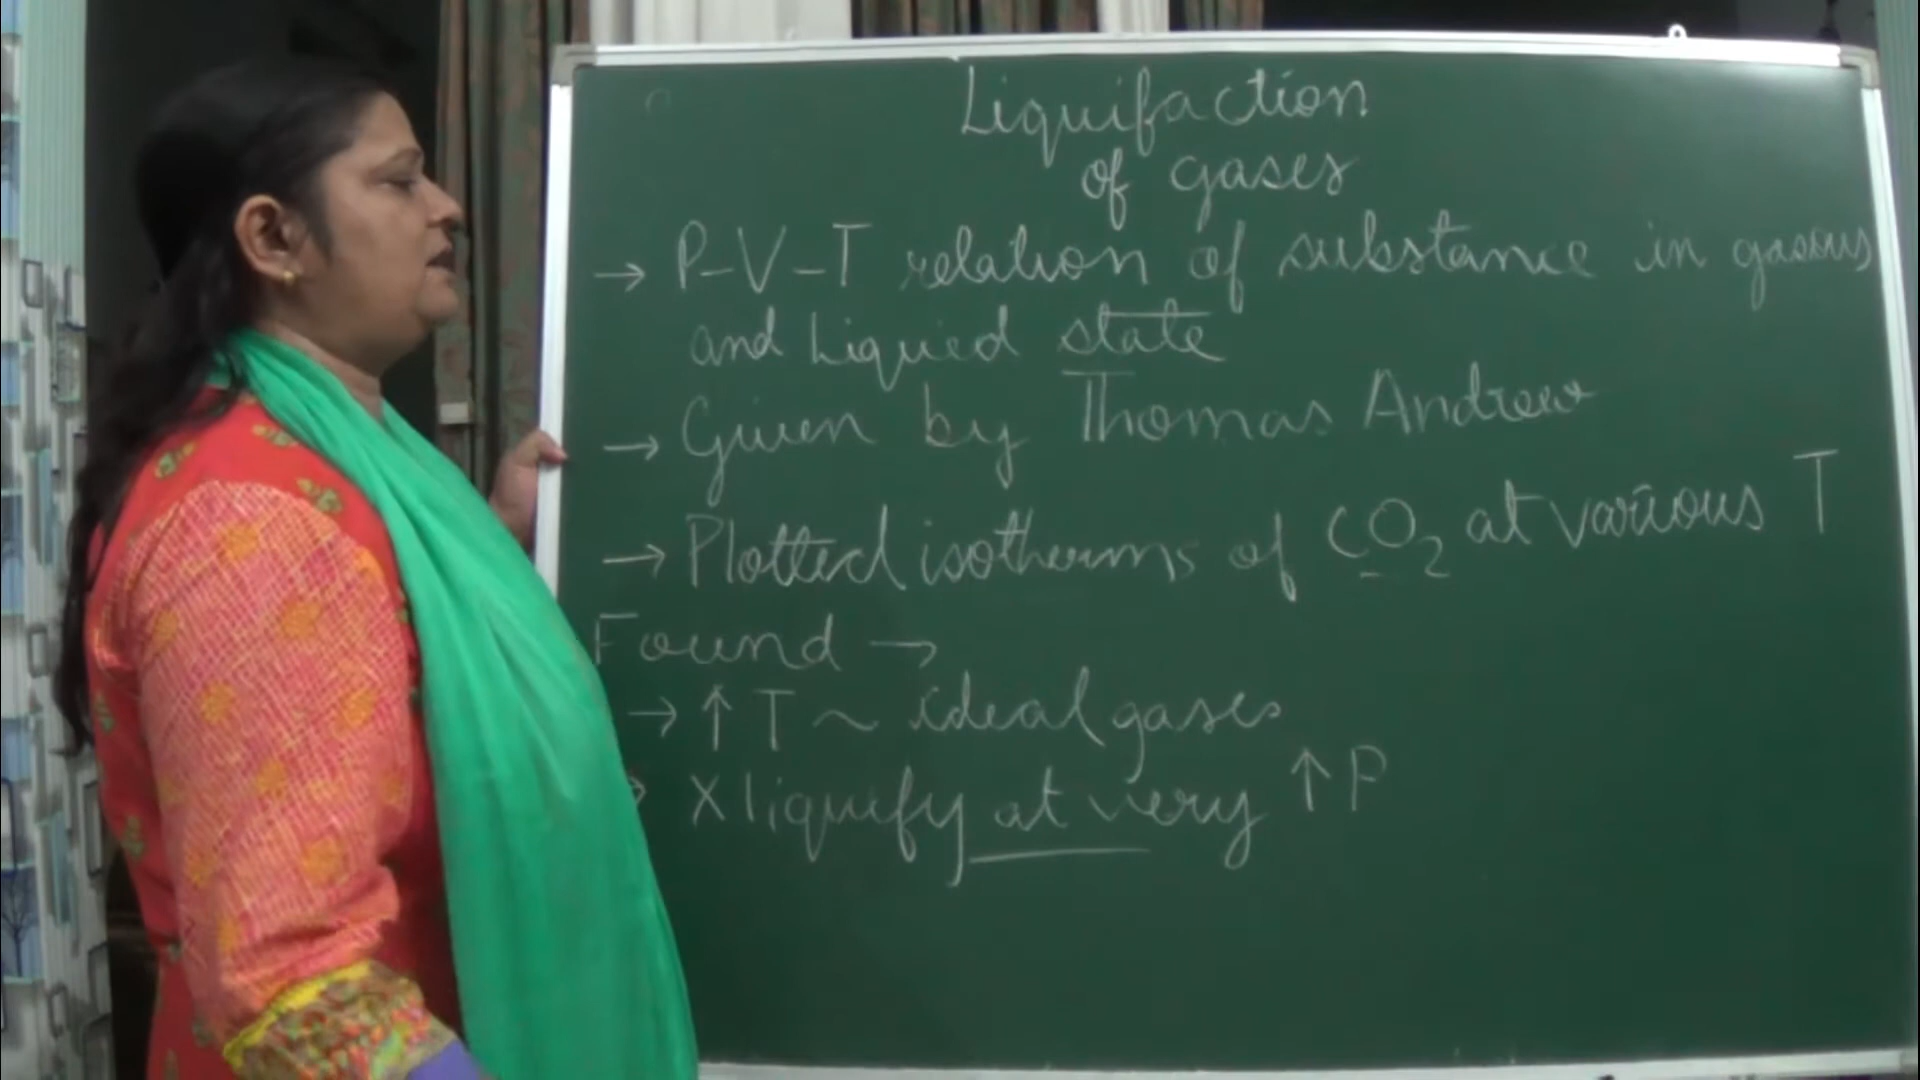 Liquifaction
of gases
→ P-V-T relation of substance in gasous
and Liquied state
→ Given by Thomas Andrew
→ Plotted isotherms of CO2 at various T
Found →
→ ↑ T ~ ideal gases
→ X liquify at very ↑ P